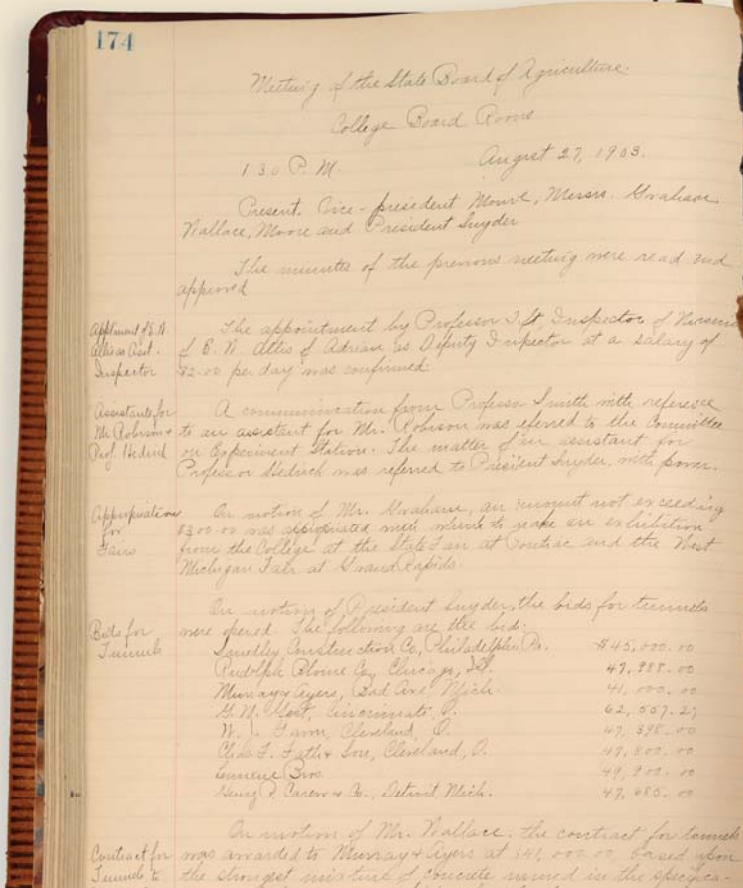 174
Meeting of the State Board of Agriculture.
College Board Rooms
1 30 P. M. August 27, 1903.
Present. Vice-president Monroe, Messrs. Graham
Wallace, Moore and President Snyder
The minutes of the previous meeting were read and
approved
Appointment of E. N.
Allis as Asst.
Inspector
The appointment by Professor Taft, Inspector of Nurseries
of E. N. Allis of Adrian as Deputy Inspector at a salary of
$2.00 per day was confirmed.
Assistants for
Mr. Robison &
Prof. Hedrick
A communication from Professor Smith with reference
to an assistant for Mr. Robison was referred to the Committee
on Experiment Station. The matter of an assistant for
Professor Hedrick was referred to President Snyder, with power.
Appropriation
for
Fairs
On motion of Mr. Graham, an amount not exceeding
$300.00 was appropriated with which to make an exhibition
from the College at the State Fair at Pontiac and the West
Michigan Fair at Grand Rapids.
Bids for
Tunnels
On motion of President Snyder, the bids for tunnels
were opened. The following are the bids:
Construction Co, Philadelphia Pa. $45,000.00
Rudolph Blome Co, Chicago, Ill. 47,988.00
Murray & Ayers, Bad Axe, Mich. 41,000.00
Cincinnati, O. 62,557.27
W. J. Cleveland, O. 47,398.00
Chas. F. & Son, Cleveland, O. 49,800.00
Bros. 49,900.00
Henry Carew & Co., Detroit Mich. 47,685.00
Contract for
Tunnels to
On motion of Mr. Wallace, the contract for tunnels
was awarded to Murray & Ayers at $41,000.00, based upon
the strongest mixture of concrete named in the specifica-